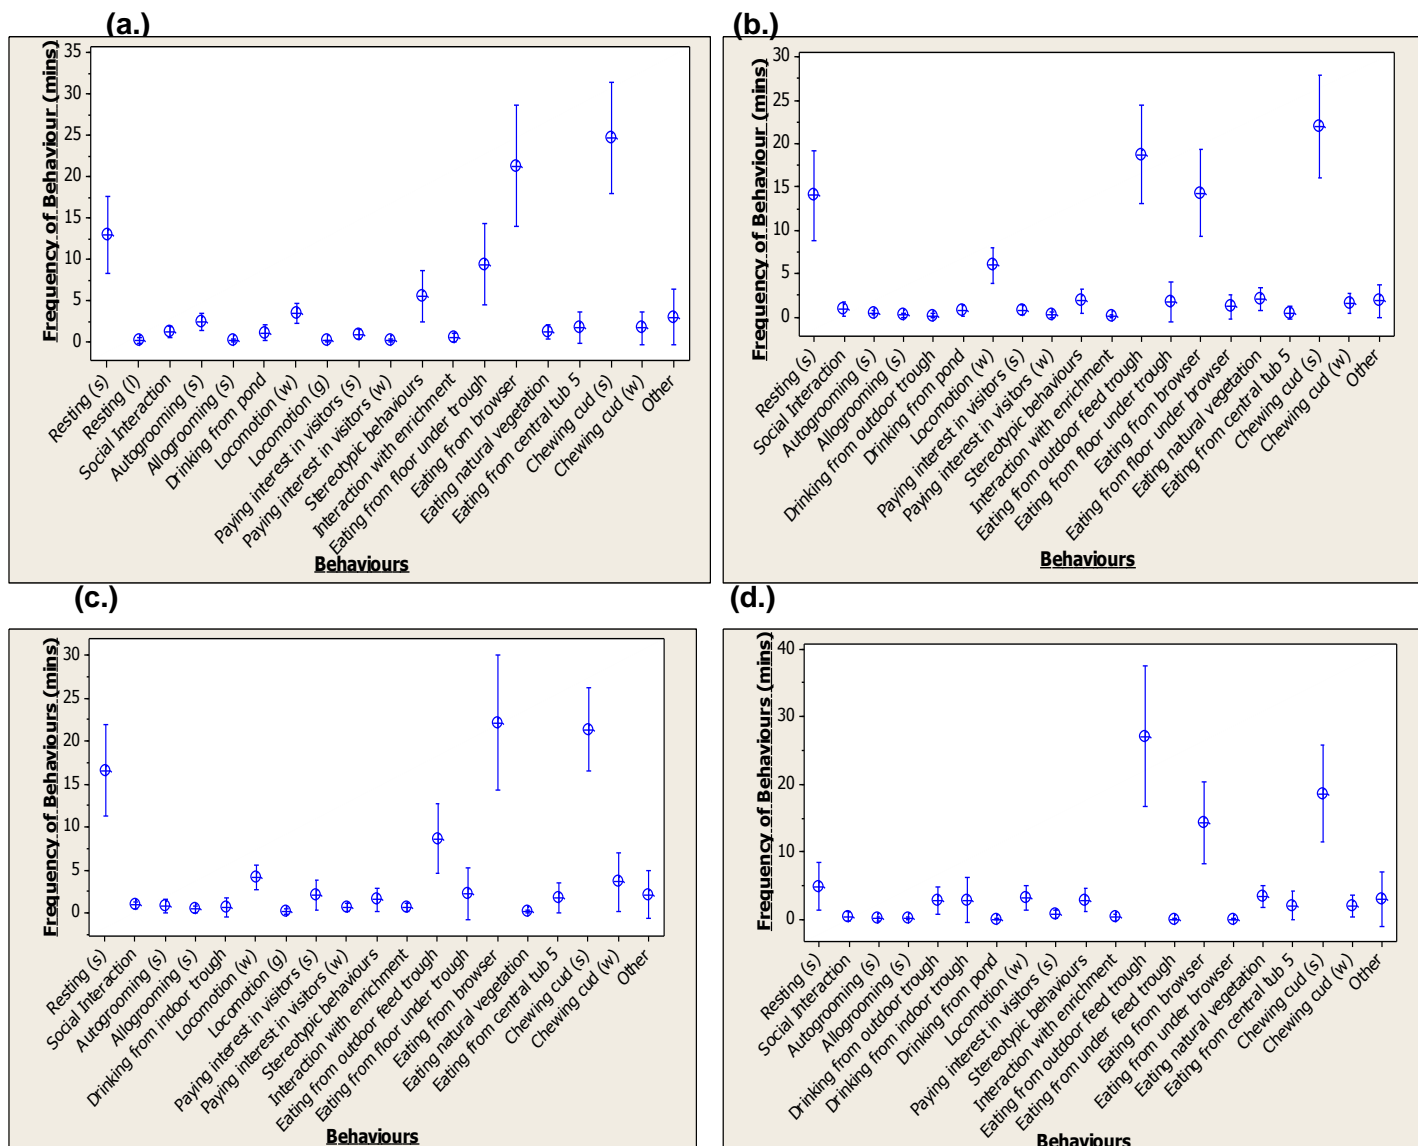 (a.)
Frequency of Behaviour (mins)
35
30
25
20
15
10
5
0
Resting (s)
Resting (l)
Social Interaction
Autogrooming (s)
Allogrooming (s)
Drinking from pond
Locomotion (w)
Locomotion (g)
Paying interest in visitors (s)
Paying interest in visitors (w)
Stereotypic behaviours
Interaction with enrichment
Eating from floor under trough
Eating from browser
Eating natural vegetation
Eating from central tub 5
Chewing cud (s)
Chewing cud (w)
Other
Behaviours
(b.)
Frequency of Behaviour (mins)
30
25
20
15
10
5
0
Resting (s)
Social Interaction
Autogrooming (s)
Allogrooming (s)
Drinking from outdoor trough
Drinking from pond
Locomotion (w)
Paying interest in visitors (s)
Paying interest in visitors (w)
Stereotypic behaviours
Interaction with enrichment
Eating from outdoor feed trough
Eating from floor under trough
Eating from browser
Eating from floor under browser
Eating natural vegetation
Eating from central tub 5
Chewing cud (s)
Chewing cud (w)
Other
Behaviours
(c.)
Frequency of Behaviours (mins)
30
25
20
15
10
5
0
Resting (s)
Social Interaction
Autogrooming (s)
Allogrooming (s)
Drinking from indoor trough
Locomotion (w)
Locomotion (g)
Paying interest in visitors (s)
Paying interest in visitors (w)
Stereotypic behaviours
Interaction with enrichment
Eating from outdoor feed trough
Eating from floor under trough
Eating from browser
Eating natural vegetation
Eating from central tub 5
Chewing cud (s)
Chewing cud (w)
Other
Behaviours
(d.)
Frequency of Behaviours (mins)
40
30
20
10
0
Resting (s)
Social Interaction
Autogrooming (s)
Allogrooming (s)
Drinking from outdoor trough
Drinking from indoor trough
Drinking from pond
Locomotion (w)
Paying interest in visitors (s)
Stereotypic behaviours
Interaction with enrichment
Eating from outdoor feed trough
Eating from under feed trough
Eating from browser
Eating from under browser
Eating natural vegetation
Eating from central tub 5
Chewing cud (s)
Chewing cud (w)
Other
Behaviours